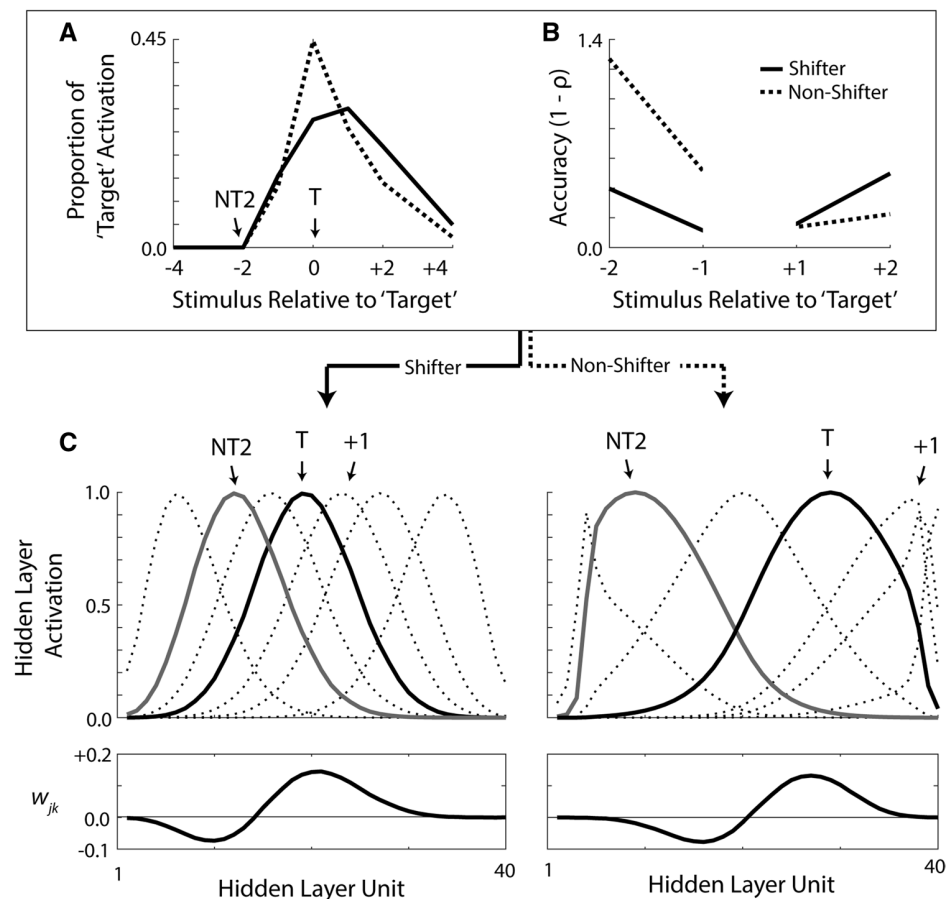 A
0.45
0.0
Proportion of
'Target' Activation
NT2
T
-4
-2
0
+2
+4
Stimulus Relative to 'Target'
B
1.4
0.0
Accuracy (1 - ρ)
Shifter
Non-Shifter
-2
-1
+1
+2
Stimulus Relative to 'Target'
Shifter
Non-Shifter
C
NT2
T
+1
NT2
T
+1
1.0
0.5
0.0
Hidden Layer
Activation
+0.2
0.0
-0.1
wjk
1
40
Hidden Layer Unit
1
40
Hidden Layer Unit